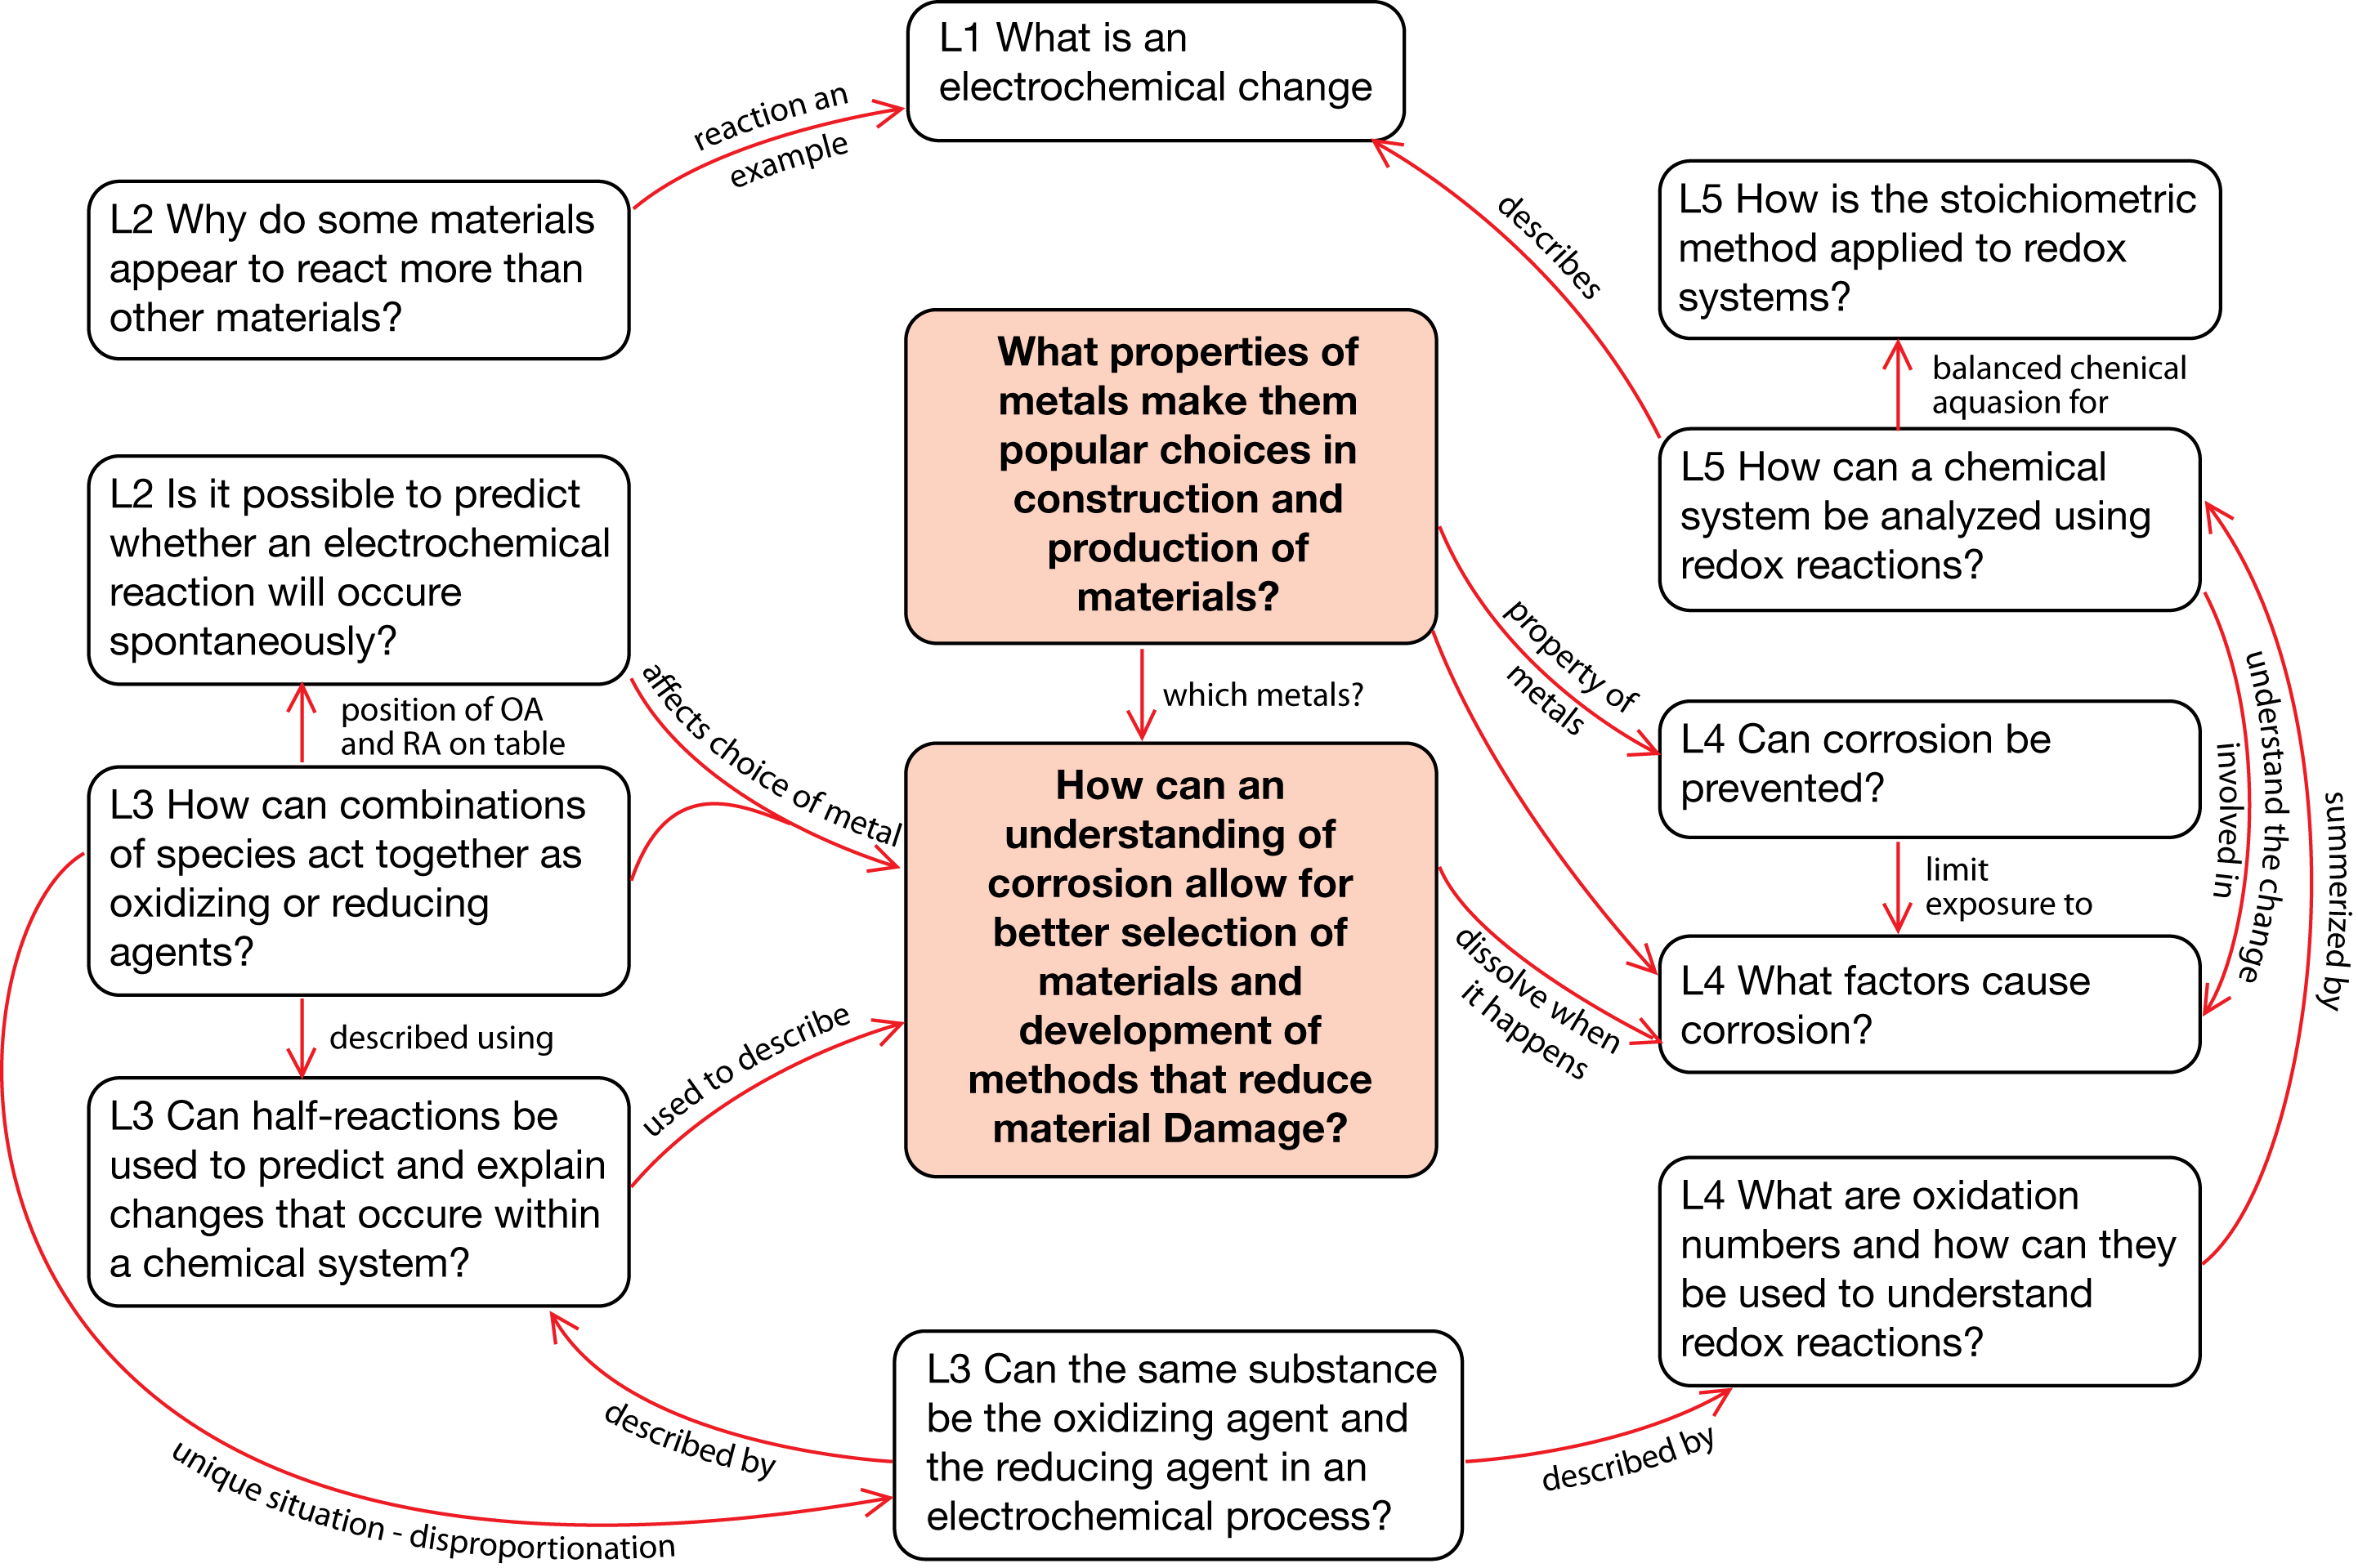 L1 What is an
electrochemical change
reaction an
example
describes
L2 Why do some materials
appear to react more than
other materials?
L5 How is the stoichiometric
method applied to redox
systems?
What properties of
metals make them
popular choices in
construction and
production of
materials?
balanced chenical
aquasion for
L2 Is it possible to predict
whether an electrochemical
reaction will occure
spontaneously?
L5 How can a chemical
system be analyzed using
redox reactions?
property of
metals
which metals?
affects choice of metal
position of OA
and RA on table
understand the change
involved in
summerized by
L4 Can corrosion be
prevented?
L3 How can combinations
of species act together as
oxidizing or reducing
agents?
How can an
understanding of
corrosion allow for
better selection of
materials and
development of
methods that reduce
material Damage?
limit
exposure to
dissolve when
it happens
L4 What factors cause
corrosion?
described using
used to describe
L3 Can half-reactions be
used to predict and explain
changes that occure within
a chemical system?
L4 What are oxidation
numbers and how can they
be used to understand
redox reactions?
described by
L3 Can the same substance
be the oxidizing agent and
the reducing agent in an
electrochemical process?
described by
unique situation - disproportionation